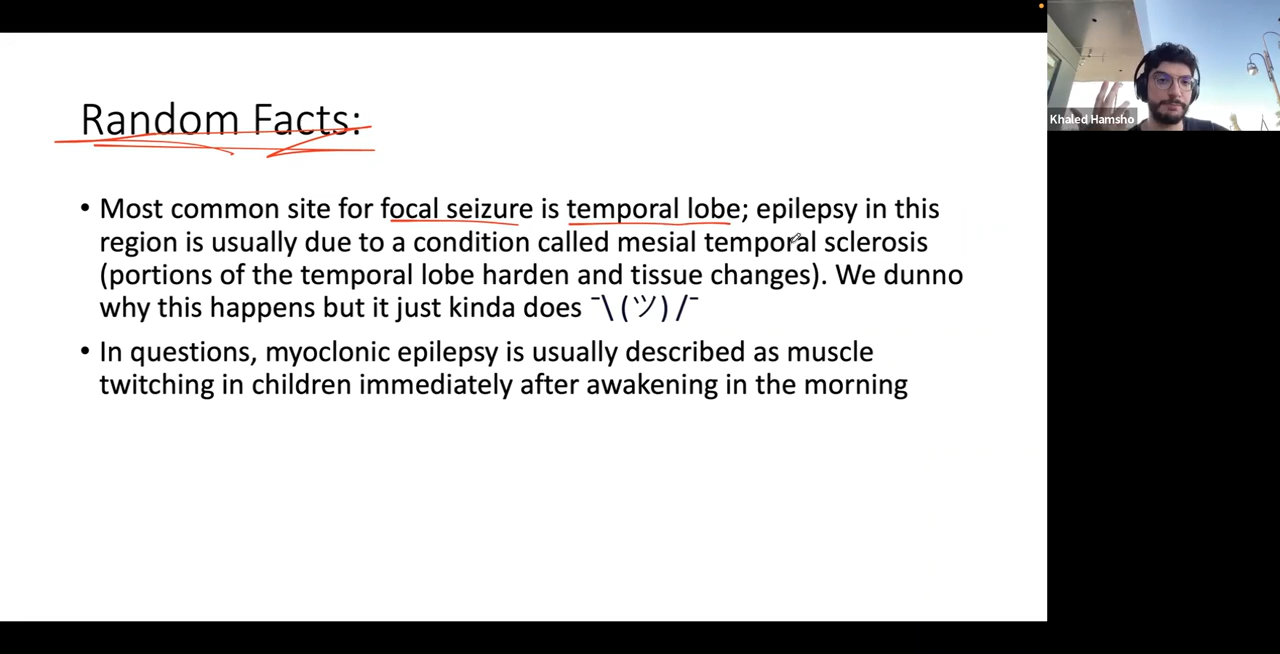 Random Facts:
• Most common site for focal seizure is temporal lobe; epilepsy in this
region is usually due to a condition called mesial temporal sclerosis
(portions of the temporal lobe harden and tissue changes). We dunno
why this happens but it just kinda does ¯\ (ツ) /¯
• In questions, myoclonic epilepsy is usually described as muscle
twitching in children immediately after awakening in the morning
Khaled Hamsho